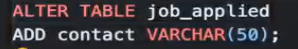 ALTER TABLE job_applied
ADD contact VARCHAR(50);